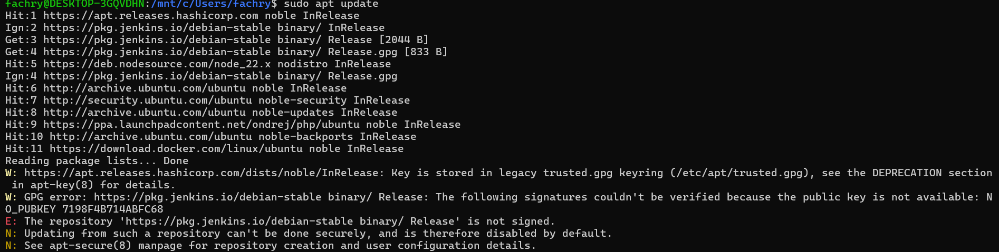 fachry@DESKTOP-3GQVDHN:/mnt/c/Users/fachry$ sudo apt update
Hit:1 https://apt.releases.hashicorp.com noble InRelease
Ign:2 https://pkg.jenkins.io/debian-stable binary/ InRelease
Get:3 https://pkg.jenkins.io/debian-stable binary/ Release [2044 B]
Get:4 https://pkg.jenkins.io/debian-stable binary/ Release.gpg [833 B]
Hit:5 https://deb.nodesource.com/node_22.x nodistro InRelease
Ign:4 https://pkg.jenkins.io/debian-stable binary/ Release.gpg
Hit:6 http://archive.ubuntu.com/ubuntu noble InRelease
Hit:7 http://security.ubuntu.com/ubuntu noble-security InRelease
Hit:8 http://archive.ubuntu.com/ubuntu noble-updates InRelease
Hit:9 https://ppa.launchpadcontent.net/ondrej/php/ubuntu noble InRelease
Hit:10 http://archive.ubuntu.com/ubuntu noble-backports InRelease
Hit:11 https://download.docker.com/linux/ubuntu noble InRelease
Reading package lists... Done
W: https://apt.releases.hashicorp.com/dists/noble/InRelease: Key is stored in legacy trusted.gpg keyring (/etc/apt/trusted.gpg), see the DEPRECATION section
 in apt-key(8) for details.
W: GPG error: https://pkg.jenkins.io/debian-stable binary/ Release: The following signatures couldn't be verified because the public key is not available: N
O_PUBKEY 7198F4B714ABFC68
E: The repository 'https://pkg.jenkins.io/debian-stable binary/ Release' is not signed.
N: Updating from such a repository can't be done securely, and is therefore disabled by default.
N: See apt-secure(8) manpage for repository creation and user configuration details.